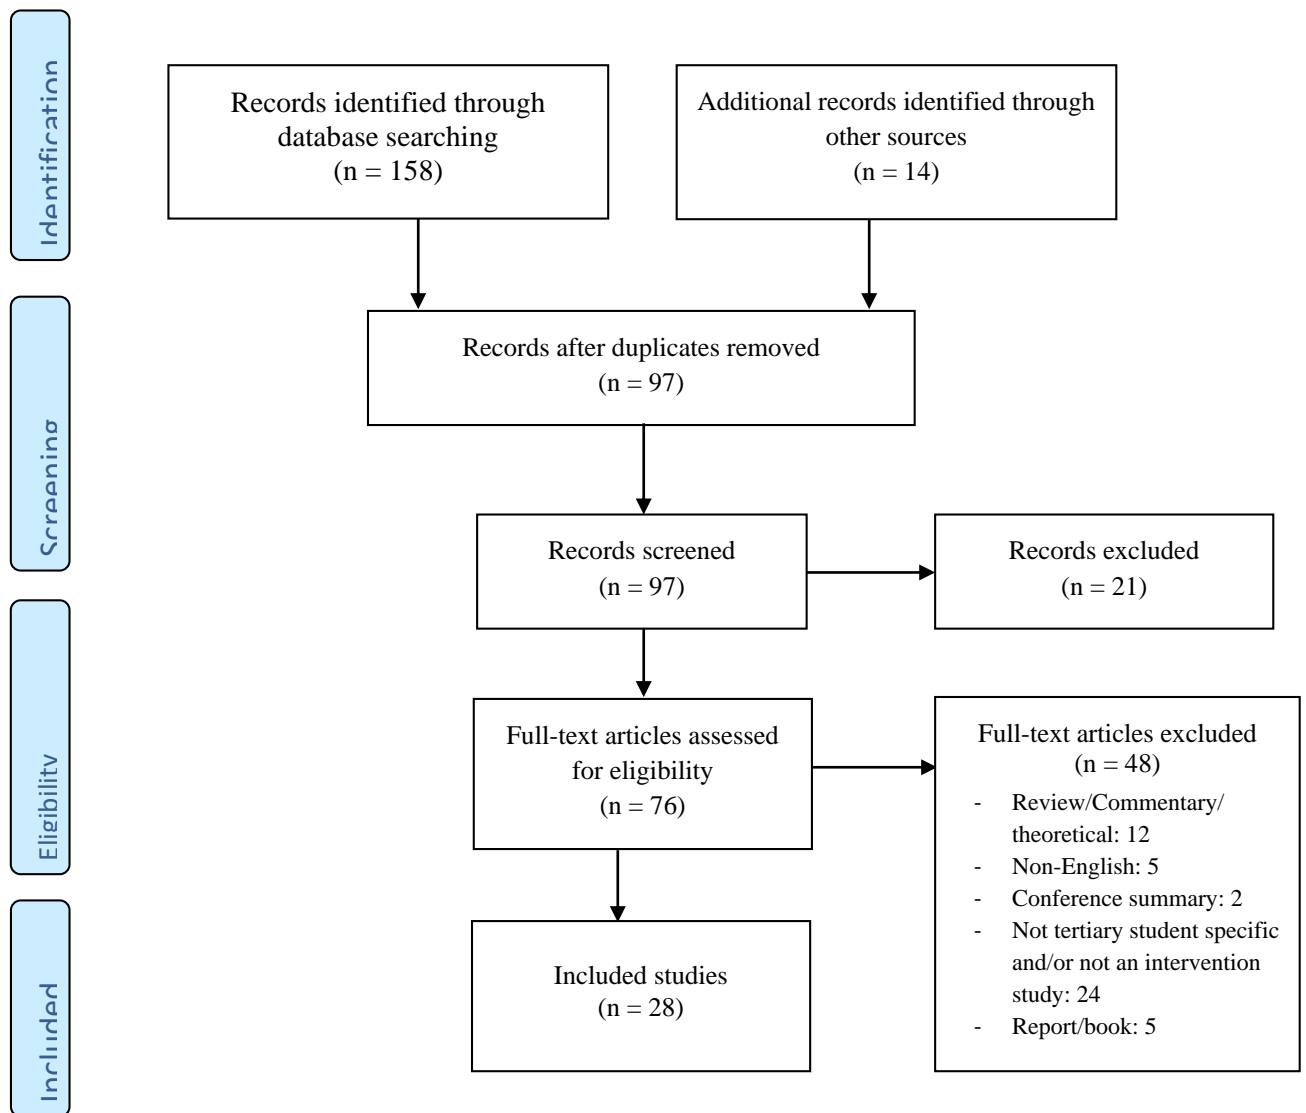 Identification
Records identified through
database searching
(n = 158)
Additional records identified through
other sources
(n = 14)
Screening
Records after duplicates removed
(n = 97)
Records screened
(n = 97)
Records excluded
(n = 21)
Eligibility
Full-text articles assessed
for eligibility
(n = 76)
Full-text articles excluded
(n = 48)
- Review/Commentary/
theoretical: 12
- Non-English: 5
- Conference summary: 2
- Not tertiary student specific
and/or not an intervention
study: 24
- Report/book: 5
Included
Included studies
(n = 28)